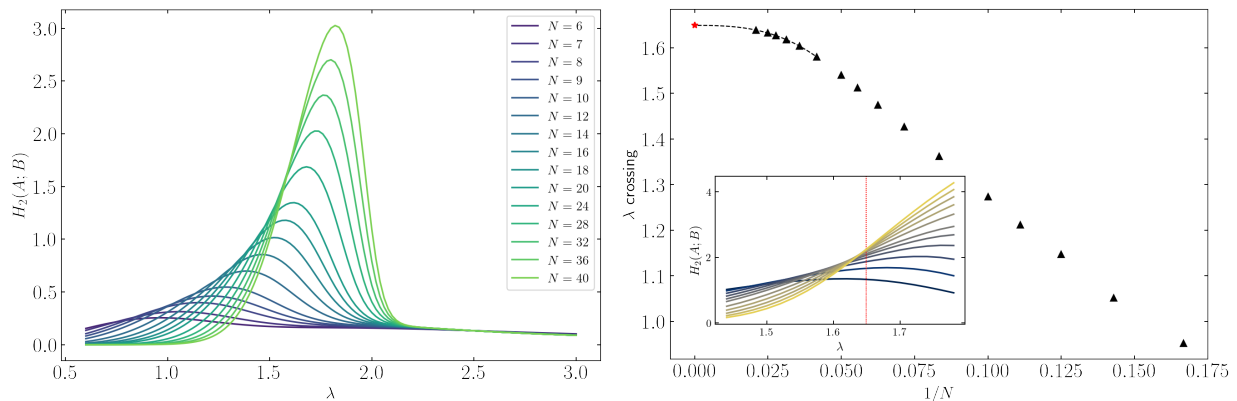 3.0
2.5
2.0
1.5
1.0
0.5
0.0
H₂(A; B)
0.5
1.0
1.5
2.0
2.5
3.0
λ
N = 6
N = 7
N = 8
N = 9
N = 10
N = 12
N = 14
N = 16
N = 18
N = 20
N = 24
N = 28
N = 32
N = 36
N = 40
1.6
1.5
1.4
1.3
1.2
1.1
1.0
λ crossing
0.000
0.025
0.050
0.075
0.100
0.125
0.150
0.175
1/N
4
2
0
H₂(A; B)
1.5
1.6
1.7
λ